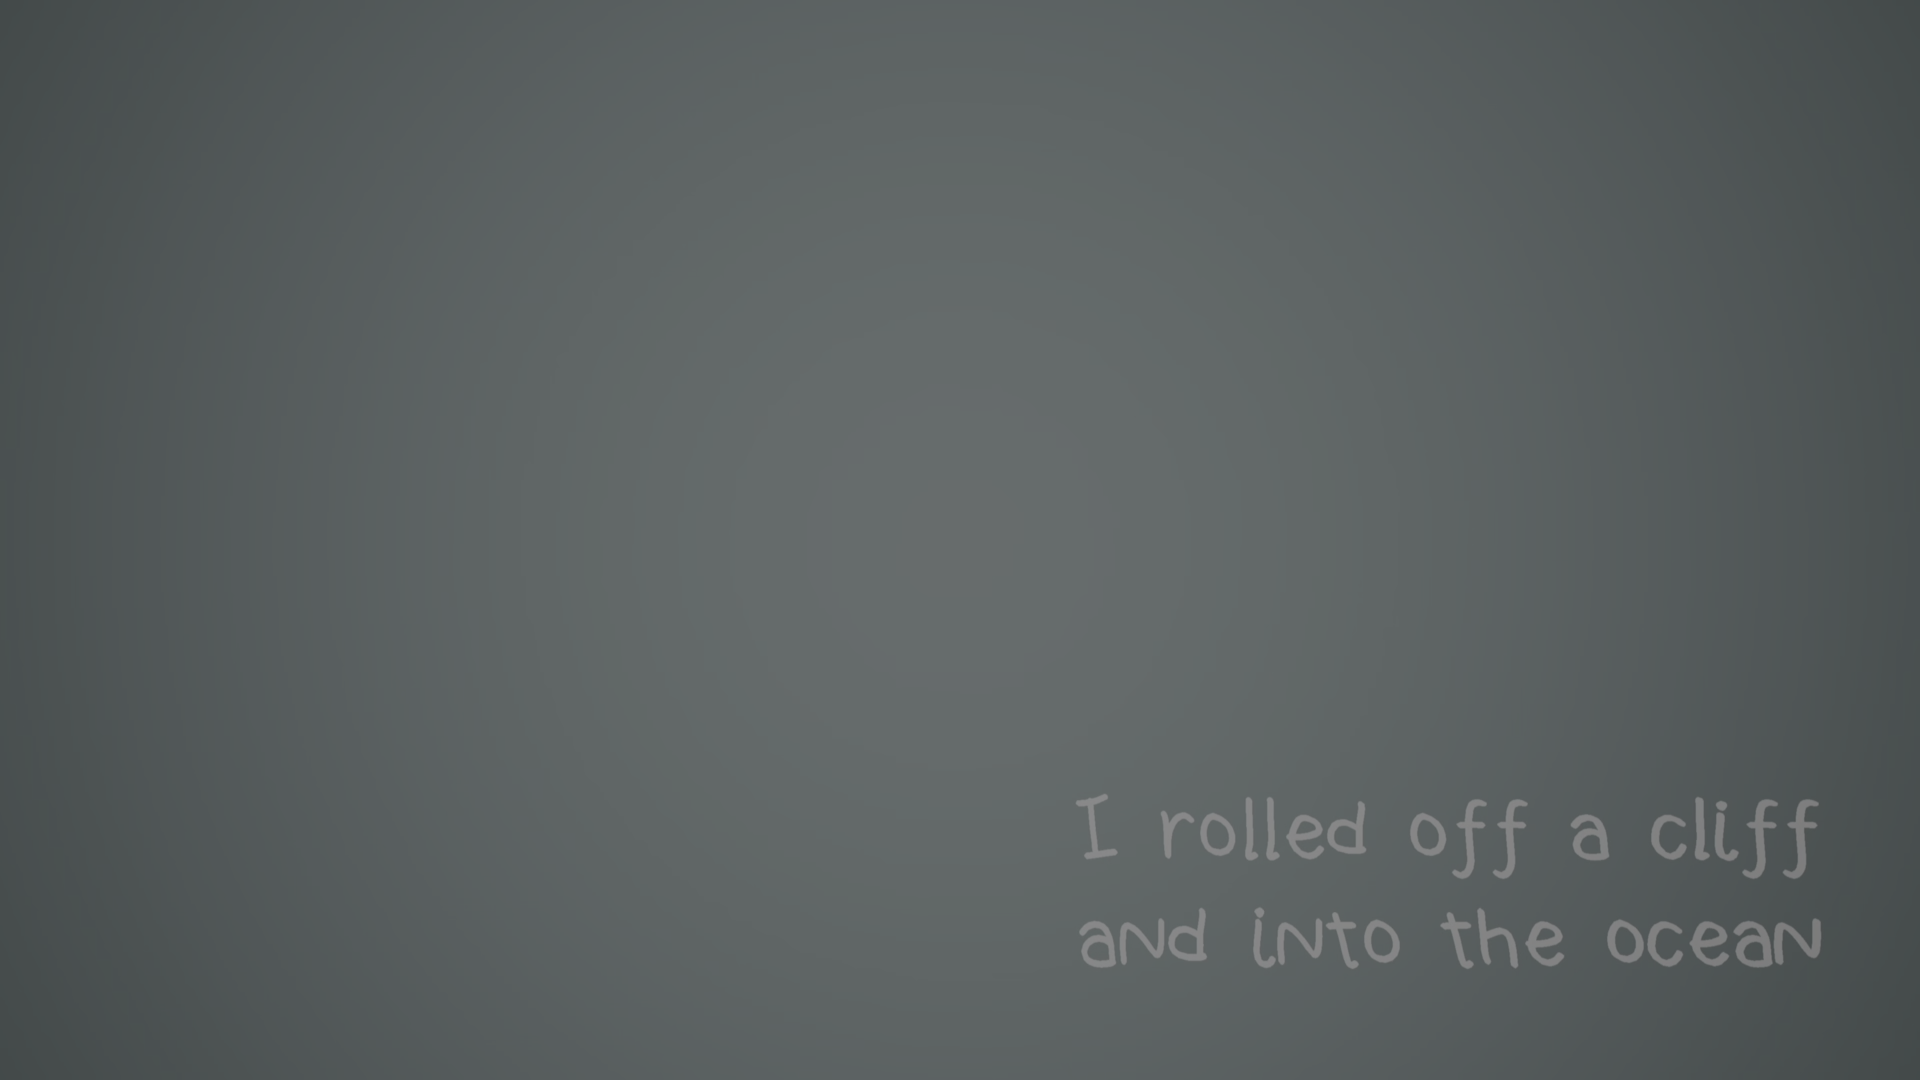 I rolled off a cliff
and into the ocean